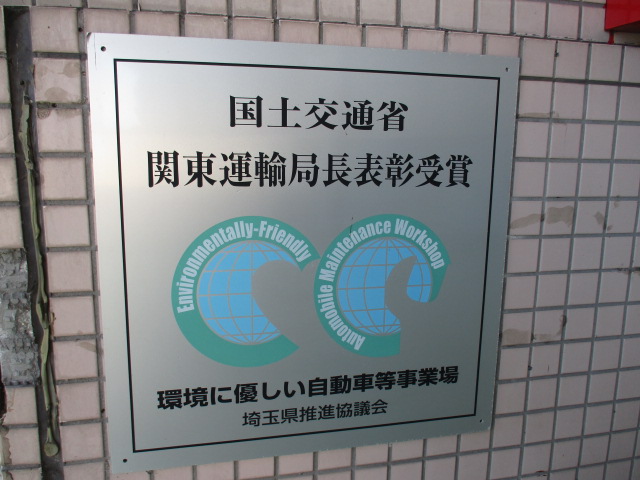 国土交通省
関東運輸局長表彰受賞
Environmentally-Friendly
Automobile Maintenance Workshop
環境に優しい自動車等事業場
埼玉県推進協議会